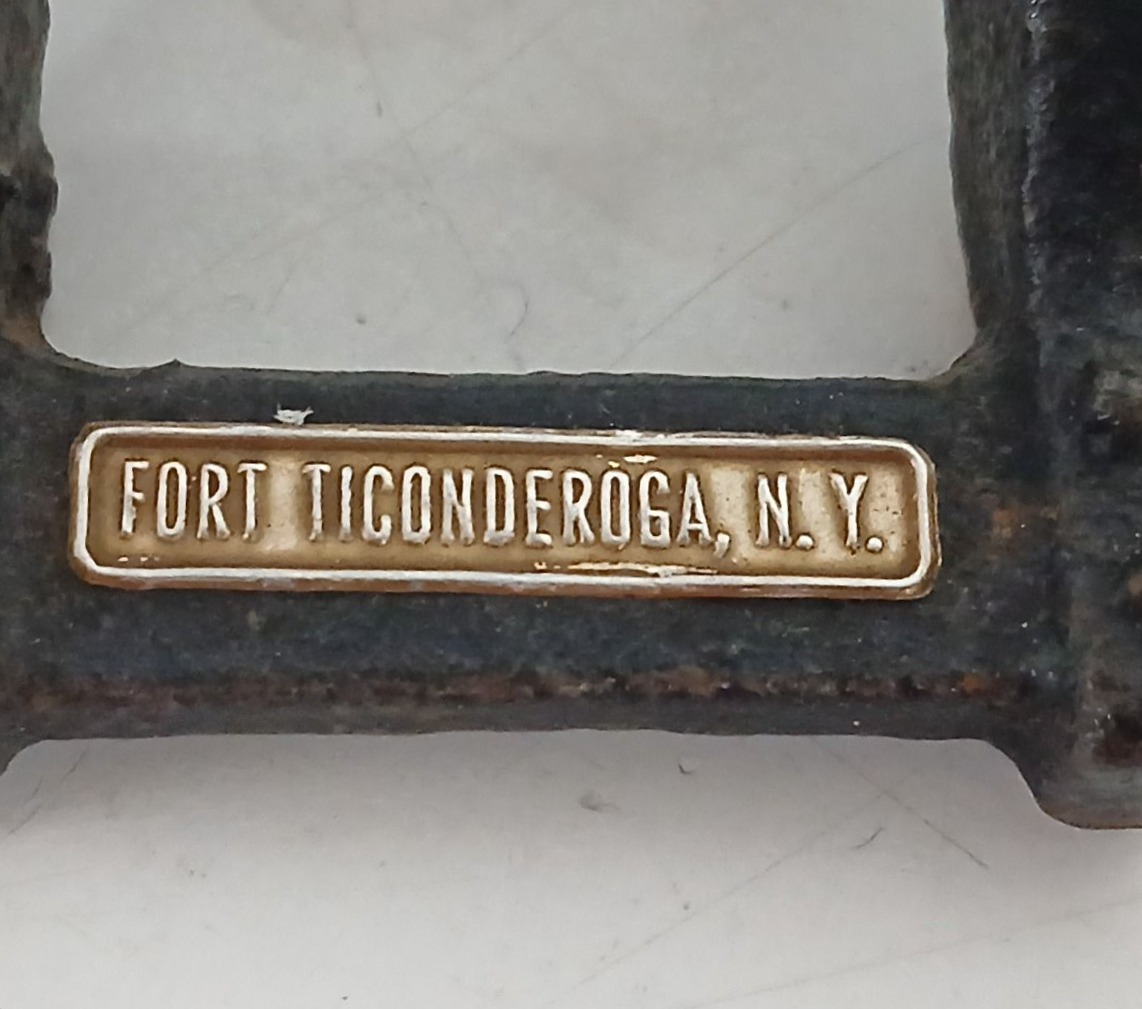 FORT TICONDEROGA, N. Y.